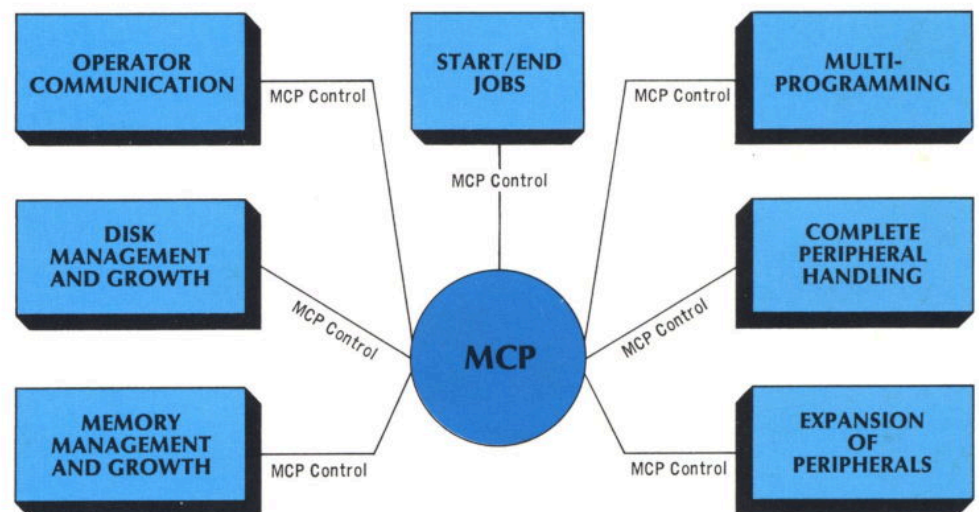 OPERATOR
COMMUNICATION
MCP Control
START/END
JOBS
MCP Control
MULTI-
PROGRAMMING
MCP Control
DISK
MANAGEMENT
AND GROWTH
MCP Control
COMPLETE
PERIPHERAL
HANDLING
MCP Control
MCP
MEMORY
MANAGEMENT
AND GROWTH
MCP Control
EXPANSION
OF
PERIPHERALS
MCP Control